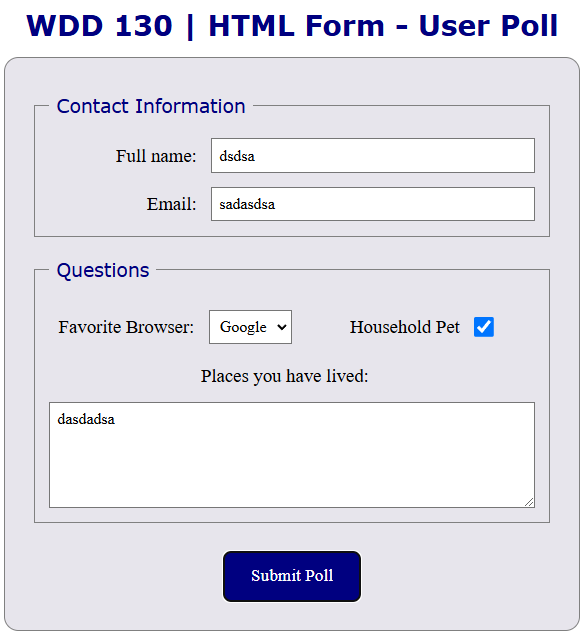 WDD 130 | HTML Form - User Poll
Contact Information
Full name: dsdsa
Email: sadasdsa
Questions
Favorite Browser: Google Household Pet
Places you have lived:
dasdadsa
Submit Poll